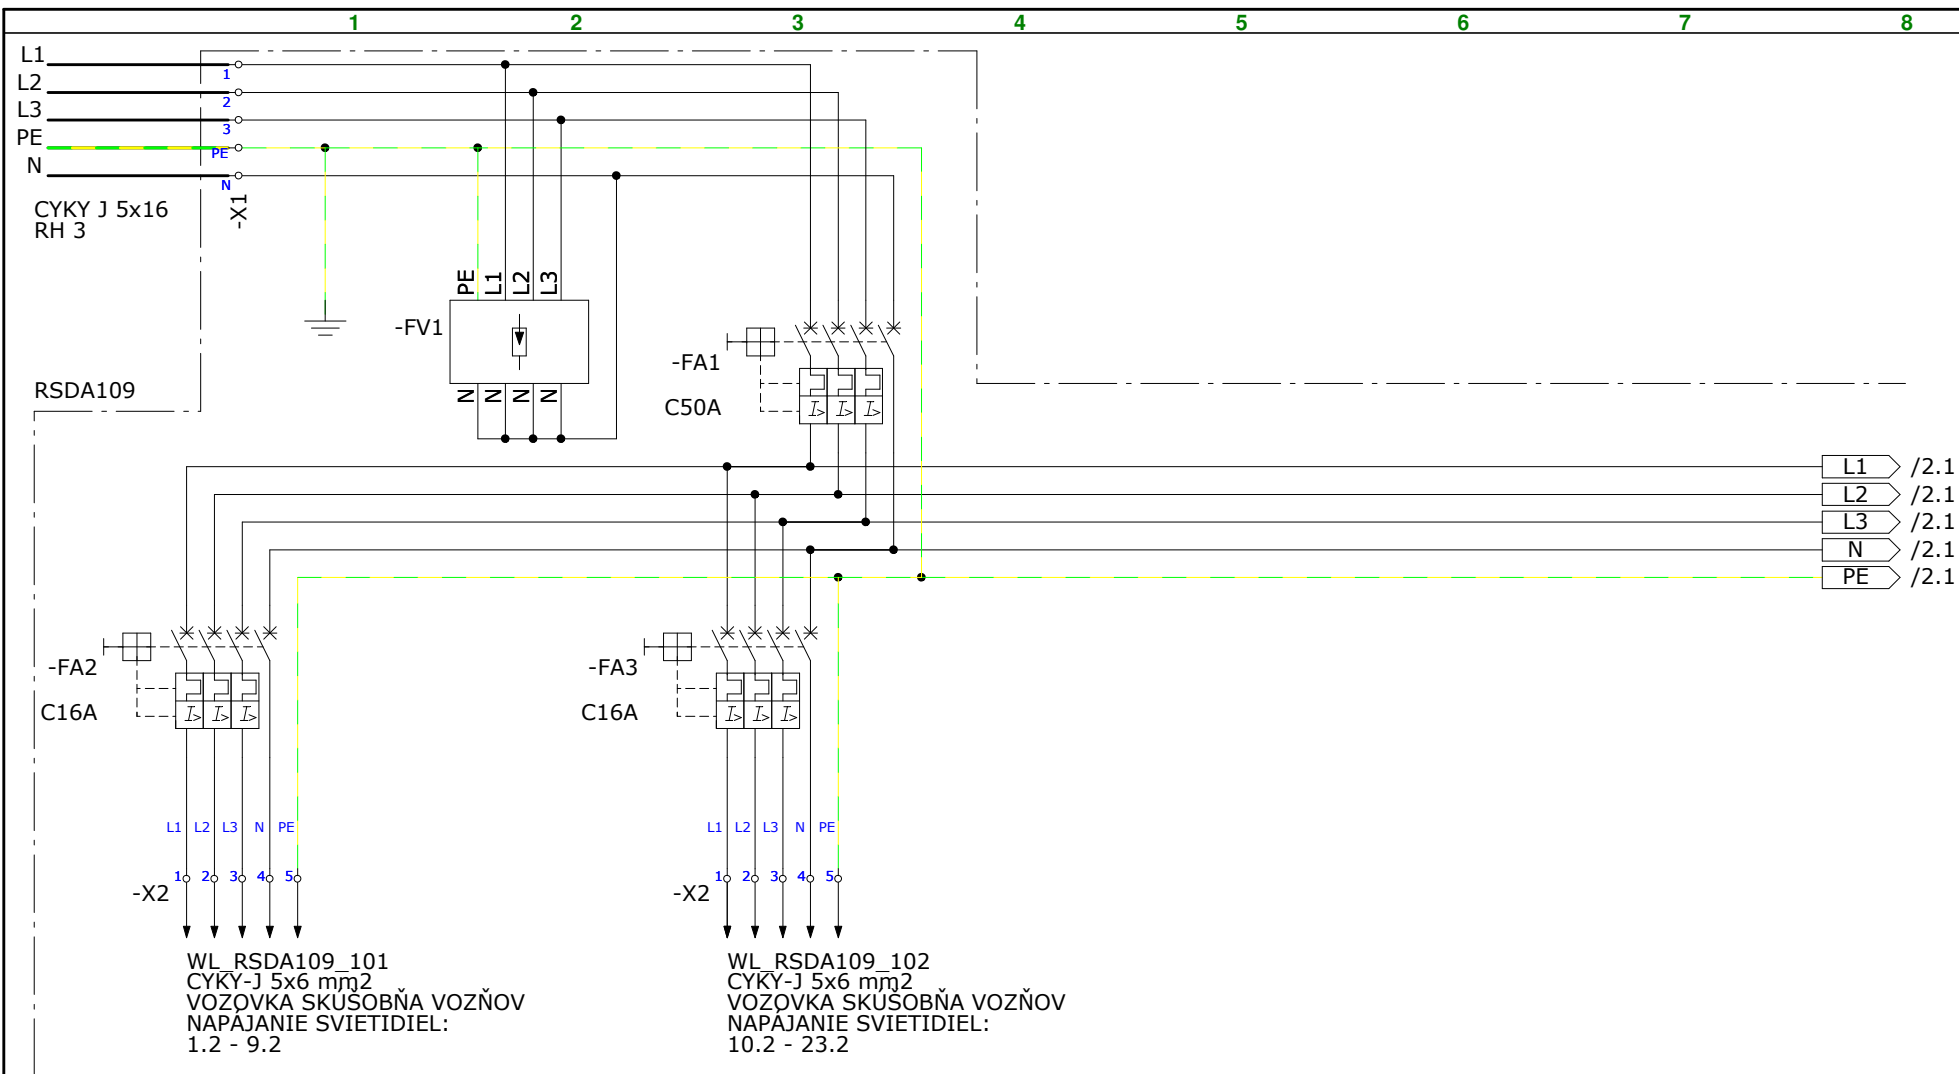 1 2 3 4 5 6 7 8
L1
1
L2
2
L3
3
PE
PE
N
N
-X1
CYKY J 5x16
RH 3
PE L1 L2 L3
-FV1
N N N N
-FA1
C50A
I> I> I>
RSDA109
L1 /2.1
L2 /2.1
L3 /2.1
N /2.1
PE /2.1
-FA2
C16A
I> I> I>
-FA3
C16A
I> I> I>
L1 L2 L3 N PE
L1 L2 L3 N PE
1 2 3 4 5
-X2
1 2 3 4 5
-X2
WL_RSDA109_101
CYKY-J 5x6 mm2
VOZOVKA SKÚŠOBŇA VOZŇOV
NAPÁJANIE SVIETIDIEL:
1.2 - 9.2
WL_RSDA109_102
CYKY-J 5x6 mm2
VOZOVKA SKÚŠOBŇA VOZŇOV
NAPÁJANIE SVIETIDIEL:
10.2 - 23.2